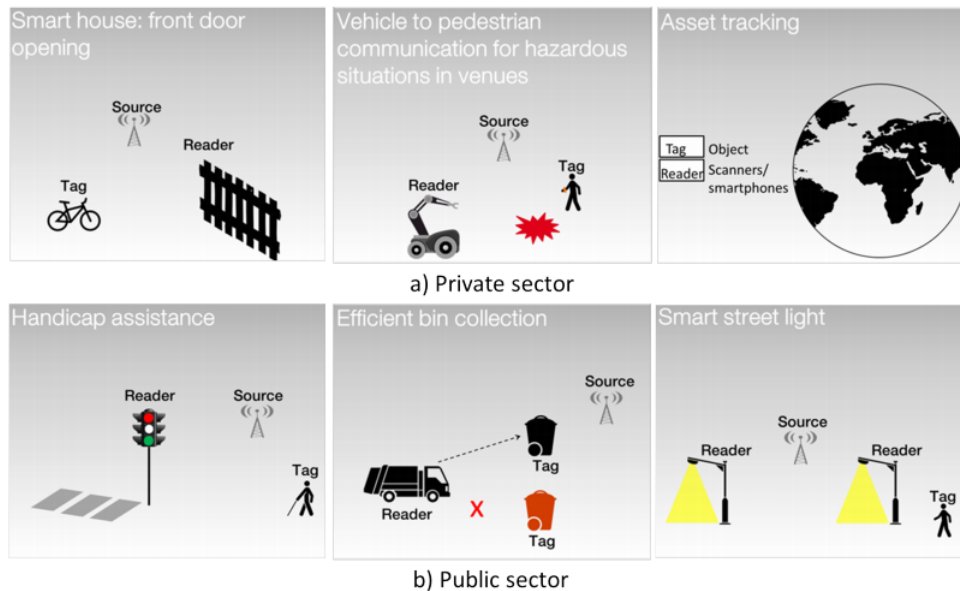 Smart house: front door
opening
Source
Reader
Tag
Vehicle to pedestrian
communication for hazardous
situations in venues
Source
Tag
Reader
Asset tracking
Tag Object
Reader Scanners/
smartphones
a) Private sector
Handicap assistance
Reader
Source
Tag
Efficient bin collection
Source
Tag
Reader
X
Tag
Smart street light
Source
Reader
Reader
Tag
b) Public sector